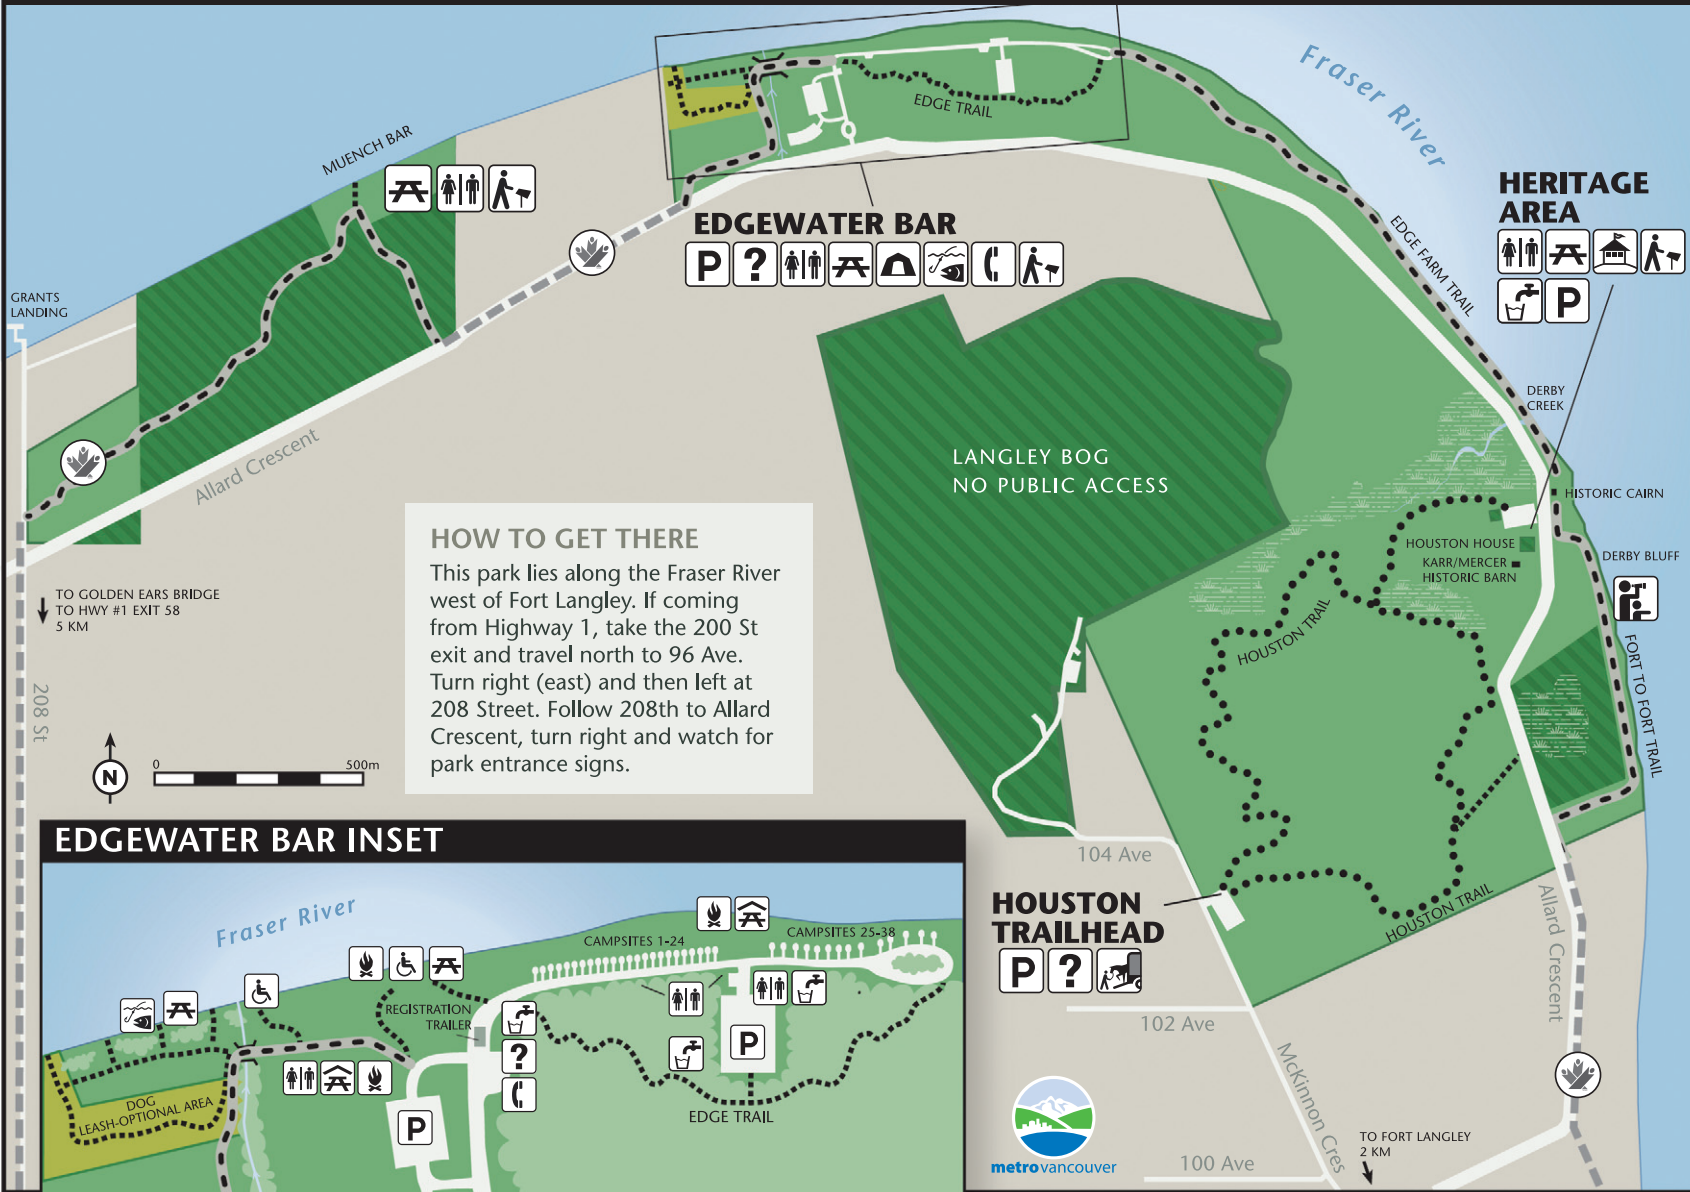 Fraser River
MUENCH BAR
EDGE TRAIL
HERITAGE
AREA
P
EDGEWATER BAR
P ?
EDGE FARM TRAIL
GRANTS
LANDING
DERBY
CREEK
Allard Crescent
LANGLEY BOG
NO PUBLIC ACCESS
HISTORIC CAIRN
HOUSTON HOUSE
KARR/MERCER
HISTORIC BARN
DERBY BLUFF
HOW TO GET THERE
This park lies along the Fraser River
west of Fort Langley. If coming
from Highway 1, take the 200 St
exit and travel north to 96 Ave.
Turn right (east) and then left at
208 Street. Follow 208th to Allard
Crescent, turn right and watch for
park entrance signs.
TO GOLDEN EARS BRIDGE
TO HWY #1 EXIT 58
5 KM
208 St
HOUSTON TRAIL
FORT TO FORT TRAIL
N
0 500m
104 Ave
HOUSTON
TRAILHEAD
P ?
HOUSTON TRAIL
Allard Crescent
102 Ave
McKinnon Cres
100 Ave
TO FORT LANGLEY
2 KM
metrovancouver
EDGEWATER BAR INSET
Fraser River
CAMPSITES 1-24
CAMPSITES 25-38
REGISTRATION
TRAILER
?
P
DOG
LEASH-OPTIONAL AREA
P
EDGE TRAIL